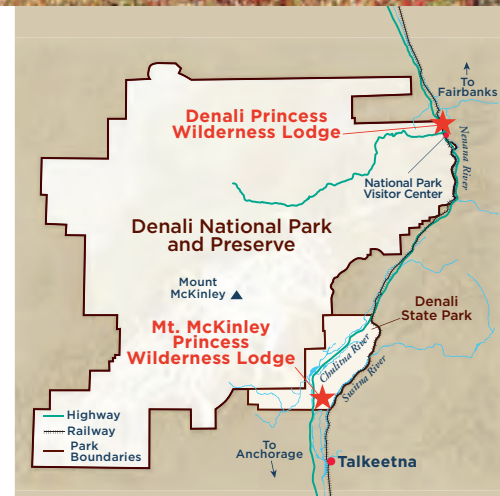 To
Fairbanks
Denali Princess
Wilderness Lodge
Nenana River
National Park
Visitor Center
Denali National Park
and Preserve
Mount
McKinley
Denali
State Park
Mt. McKinley
Princess
Wilderness Lodge
Chulitna River
Susitna River
Highway
Railway
Park
Boundaries
To
Anchorage
Talkeetna